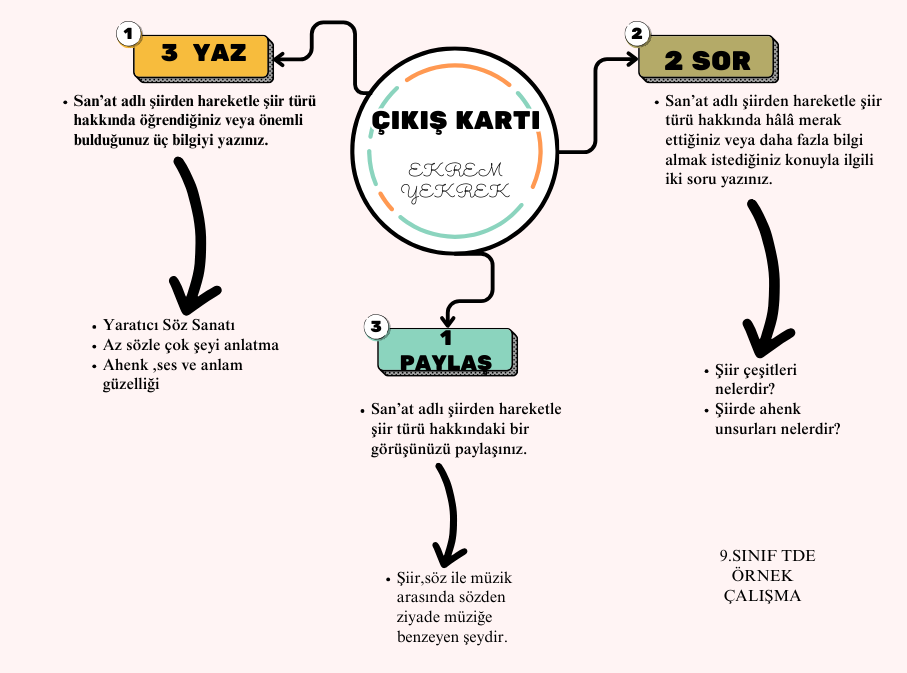 ÇIKIŞ KARTI
EKREM
YEKREK
1
3 YAZ
• San'at adlı şiirden hareketle şiir türü
hakkında öğrendiğiniz veya önemli
bulduğunuz üç bilgiyi yazınız.
• Yaratıcı Söz Sanatı
• Az sözle çok şeyi anlatma
• Ahenk ,ses ve anlam
güzelliği
2
2 SOR
• San'at adlı şiirden hareketle şiir
türü hakkında hâlâ merak
ettiğiniz veya daha fazla bilgi
almak istediğiniz konuyla ilgili
iki soru yazınız.
• Şiir çeşitleri
nelerdir?
• Şiirde ahenk
unsurları nelerdir?
3
1
PAYLAŞ
• San'at adlı şiirden hareketle
şiir türü hakkındaki bir
görüşünüzü paylaşınız.
• Şiir,söz ile müzik
arasında sözden
ziyade müziğe
benzeyen şeydir.
9.SINIF TDE
ÖRNEK
ÇALIŞMA